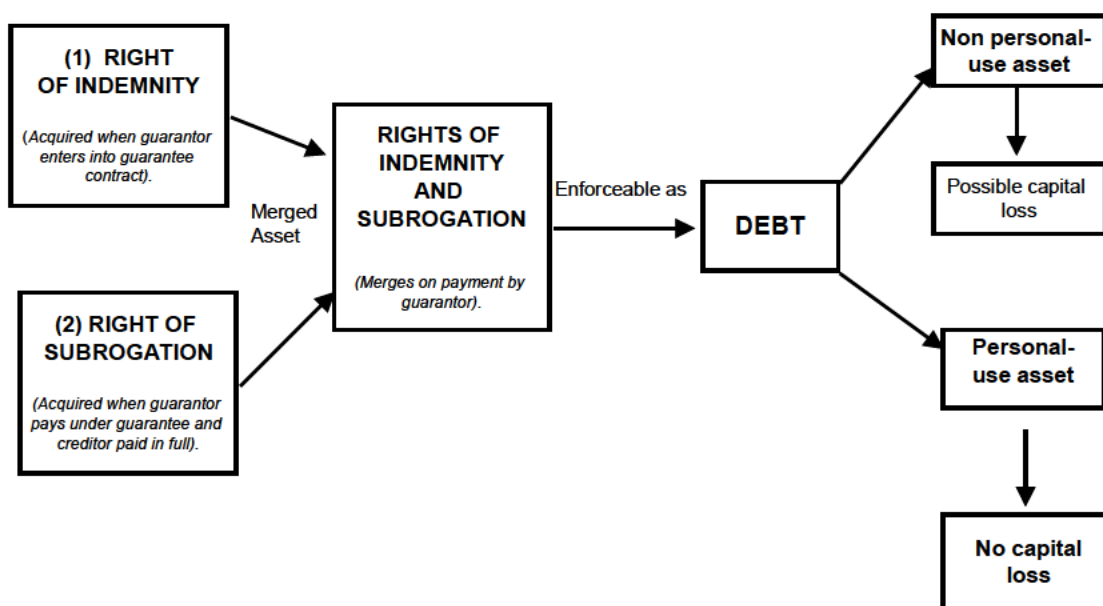 (1) RIGHT
OF INDEMNITY
(Acquired when guarantor
enters into guarantee
contract).
(2) RIGHT OF
SUBROGATION
(Acquired when guarantor
pays under guarantee and
creditor paid in full).
Merged
Asset
RIGHTS OF
INDEMNITY
AND
SUBROGATION
(Merges on payment by
guarantor).
Enforceable as
DEBT
Non personal-
use asset
Possible capital
loss
Personal-
use asset
No capital
loss